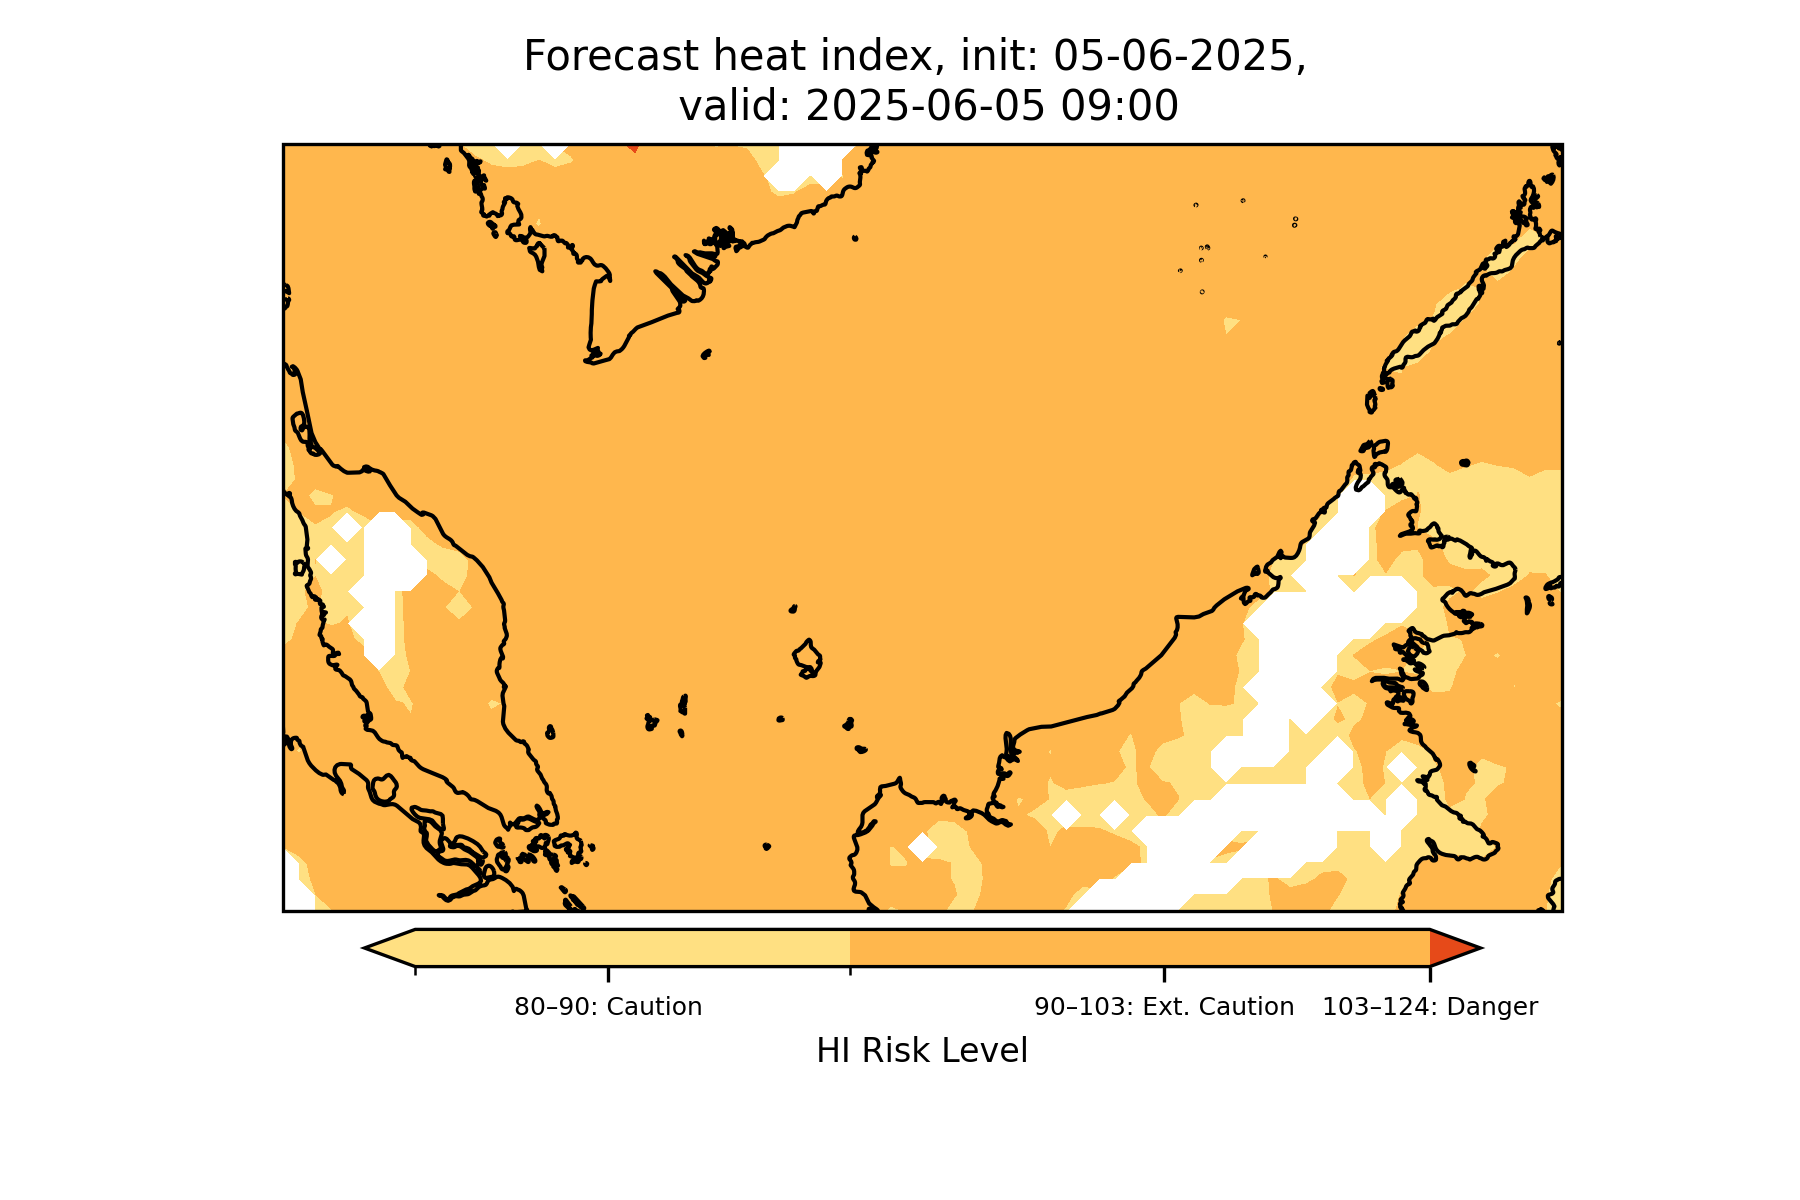 Forecast heat index, init: 05-06-2025,
valid: 2025-06-05 09:00
80–90: Caution
90–103: Ext. Caution
103–124: Danger
HI Risk Level